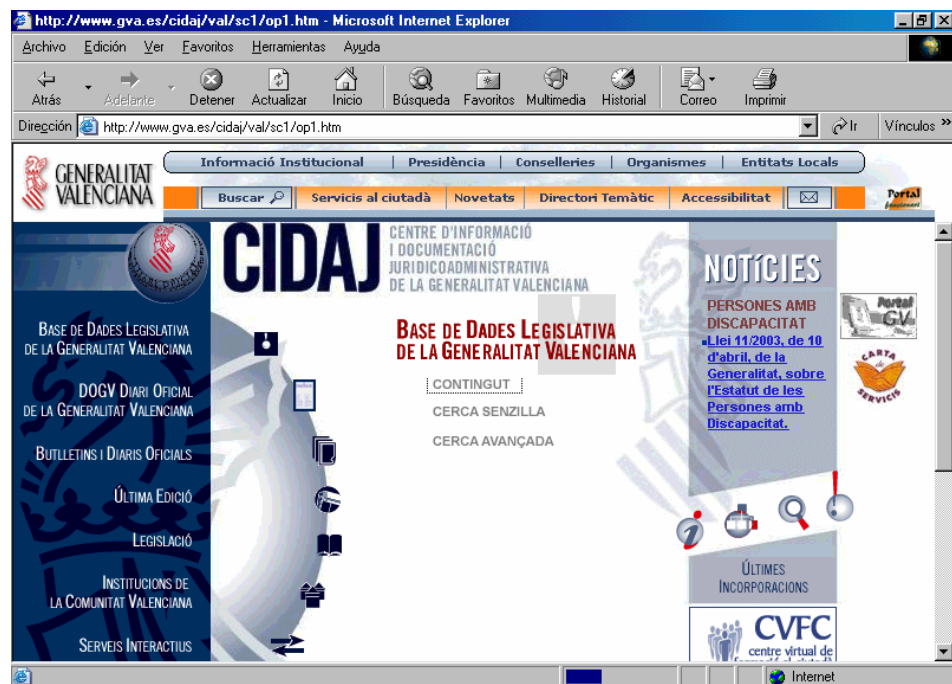 http://www.gva.es/cidaj/val/sc1/op1.htm - Microsoft Internet Explorer
Archivo Edición Ver Favoritos Herramientas Ayuda
Atrás Adelante Detener Actualizar Inicio Búsqueda Favoritos Multimedia Historial Correo Imprimir
Dirección http://www.gva.es/cidaj/val/sc1/op1.htm Ir Vínculos »
GENERALITAT
VALENCIANA
Informació Institucional | Presidència | Conselleries | Organismes | Entitats Locals
Buscar Servicis al ciutadà Novetats Directori Temàtic Accessibilitat
Portal
CIDAJ
CENTRE D'INFORMACIÓ
I DOCUMENTACIÓ
JURIDICOADMINISTRATIVA
DE LA GENERALITAT VALENCIANA
BASE DE DADES LEGISLATIVA
DE LA GENERALITAT VALENCIANA
DOGV DIARI OFICIAL
DE LA GENERALITAT VALENCIANA
BUTLLETINS I DIARIS OFICIALS
ÚLTIMA EDICIÓ
LEGISLACIÓ
INSTITUCIONS DE
LA COMUNITAT VALENCIANA
SERVEIS INTERACTIUS
BASE DE DADES LEGISLATIVA
DE LA GENERALITAT VALENCIANA
CONTINGUT
CERCA SENZILLA
CERCA AVANÇADA
NOTÍCIES
PERSONES AMB
DISCAPACITAT
Llei 11/2003, de 10
d'abril, de la
Generalitat, sobre
l'Estatut de les
Persones amb
Discapacitat.
ÚLTIMES
INCORPORACIONS
CVFC
centre virtual de
formació al ciutadà
Portal
GV
CARTA
de
SERVICIS
Internet